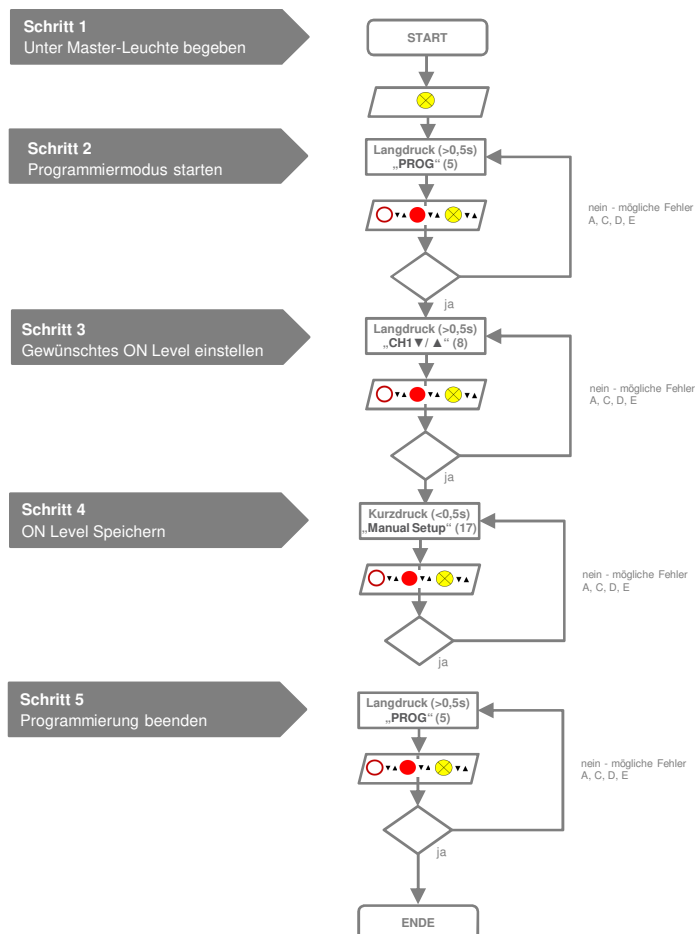 Schritt 1
Unter Master-Leuchte begeben
START
Schritt 2
Programmiermodus starten
Langdruck (>0,5s)
„PROG“ (5)
nein - mögliche Fehler
A, C, D, E
ja
Schritt 3
Gewünschtes ON Level einstellen
Langdruck (>0,5s)
„CH1▼/ ▲“ (8)
nein - mögliche Fehler
A, C, D, E
ja
Schritt 4
ON Level Speichern
Kurzdruck (<0,5s)
„Manual Setup“ (17)
nein - mögliche Fehler
A, C, D, E
ja
Schritt 5
Programmierung beenden
Langdruck (>0,5s)
„PROG“ (5)
nein - mögliche Fehler
A, C, D, E
ja
ENDE